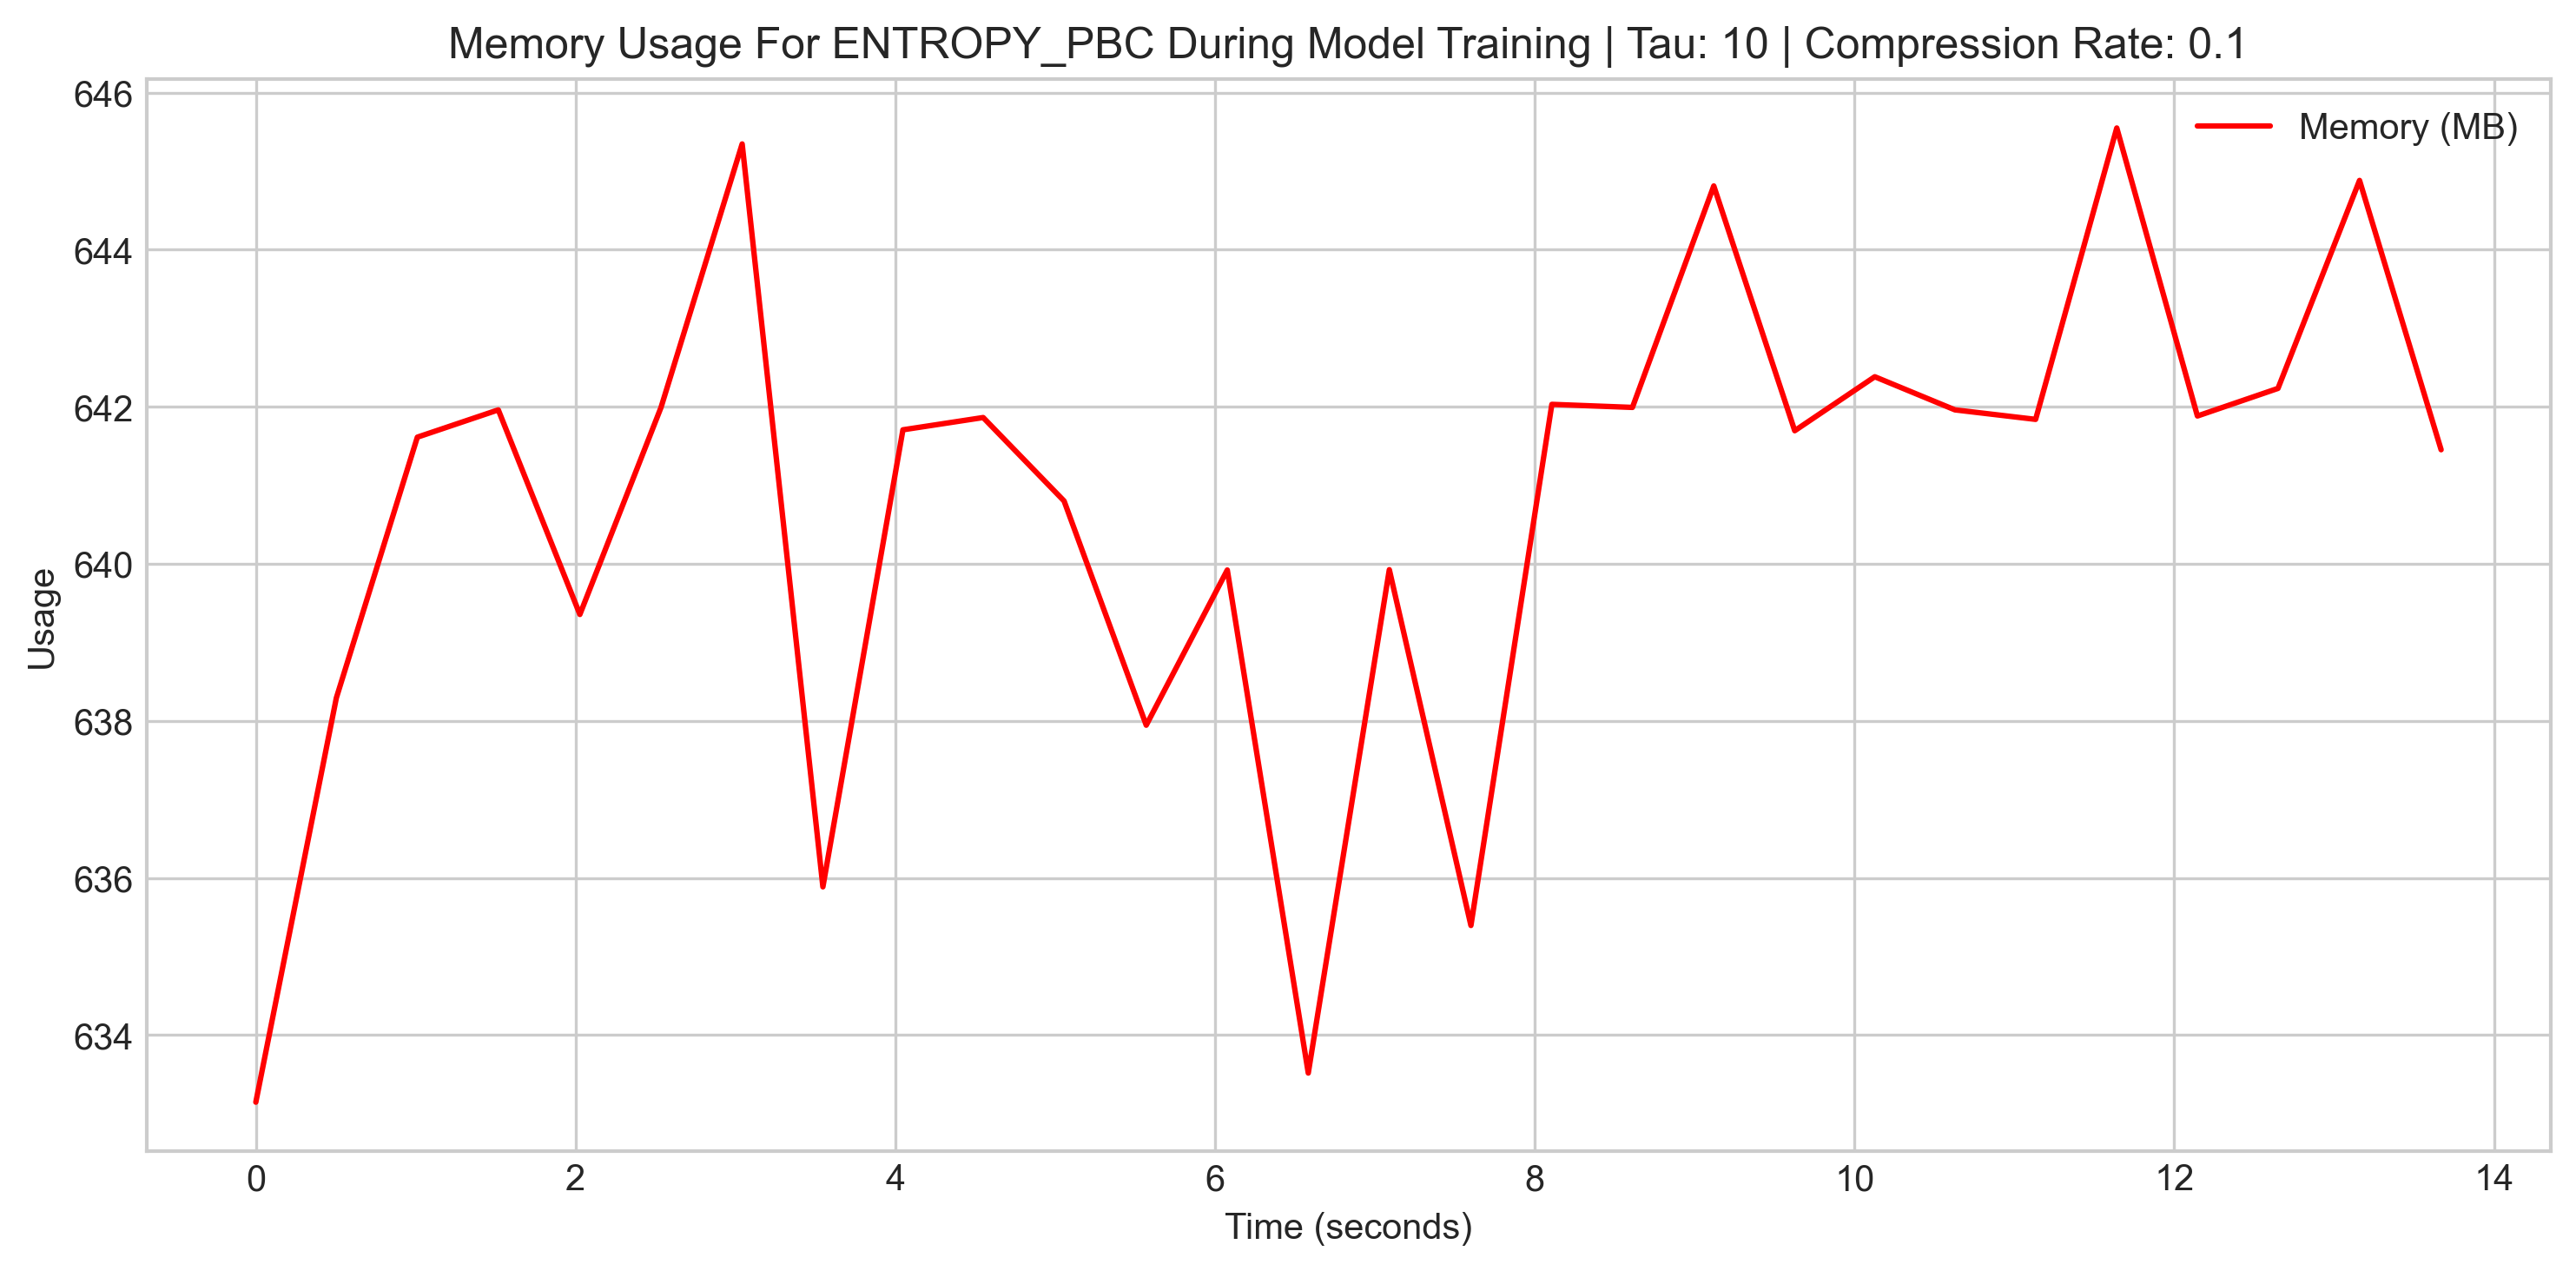 Memory Usage For ENTROPY_PBC During Model Training | Tau: 10 | Compression Rate: 0.1
Memory (MB)
Usage
646
644
642
640
638
636
634
0 2 4 6 8 10 12 14
Time (seconds)